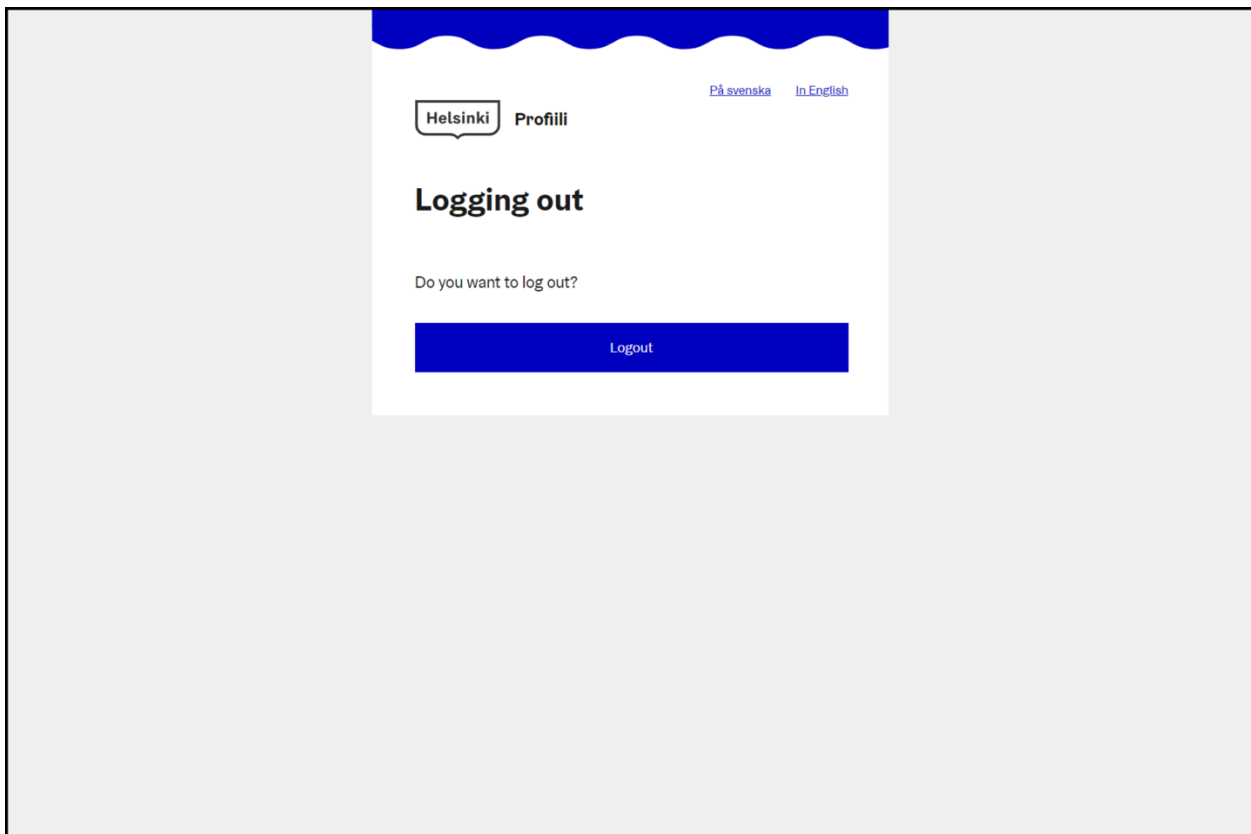 På svenska In English
Helsinki Profiili
Logging out
Do you want to log out?
Logout